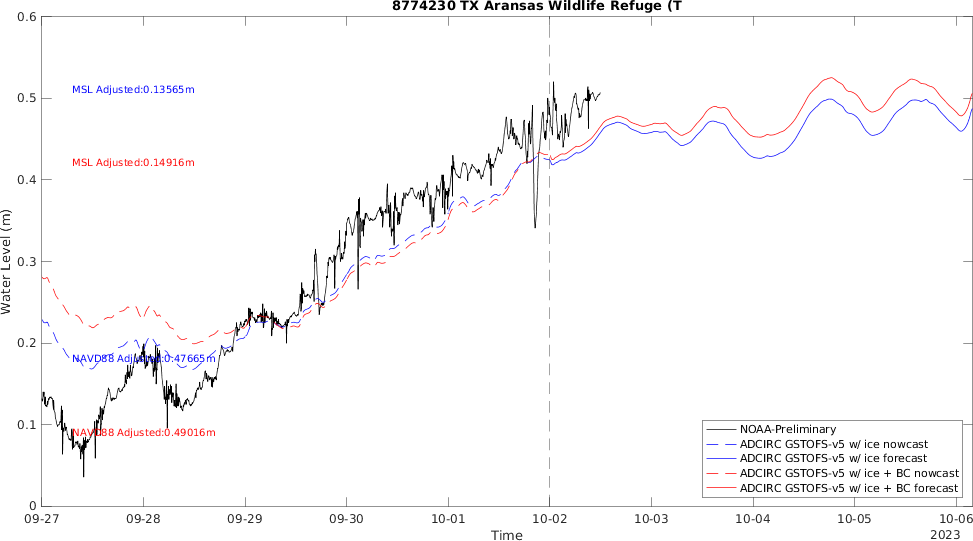 8774230 TX Aransas Wildlife Refuge (T
0.6
0.5
0.4
0.3
0.2
0.1
0
Water Level (m)
MSL Adjusted:0.13565m
MSL Adjusted:0.14916m
NAVD88 Adjusted:0.47665m
NAVD88 Adjusted:0.49016m
NOAA-Preliminary
ADCIRC GSTOFS-v5 w/ ice nowcast
ADCIRC GSTOFS-v5 w/ ice forecast
ADCIRC GSTOFS-v5 w/ ice + BC nowcast
ADCIRC GSTOFS-v5 w/ ice + BC forecast
09-27 09-28 09-29 09-30 10-01 10-02 10-03 10-04 10-05 10-06
Time
2023